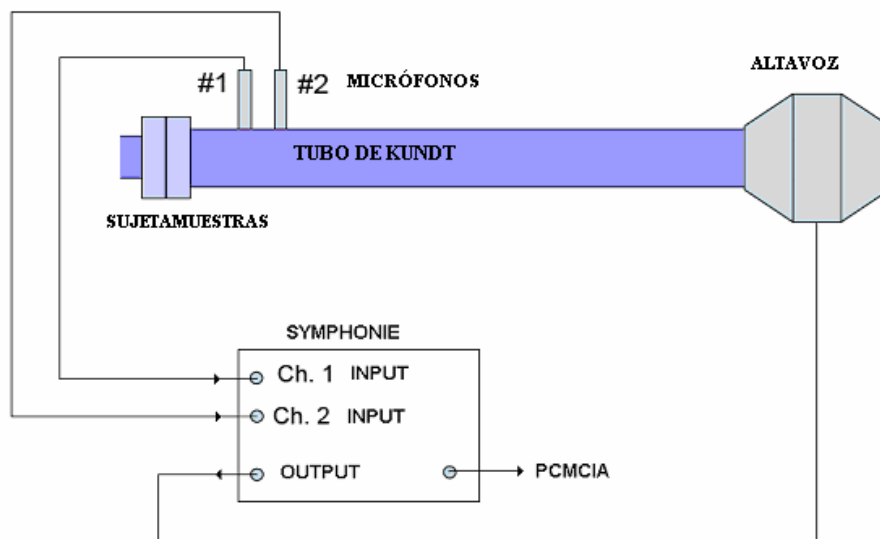 ALTAVOZ
#1 #2 MICRÓFONOS
TUBO DE KUNDT
SUJETAMUESTRAS
SYMPHONIE
Ch. 1 INPUT
Ch. 2 INPUT
OUTPUT PCMCIA